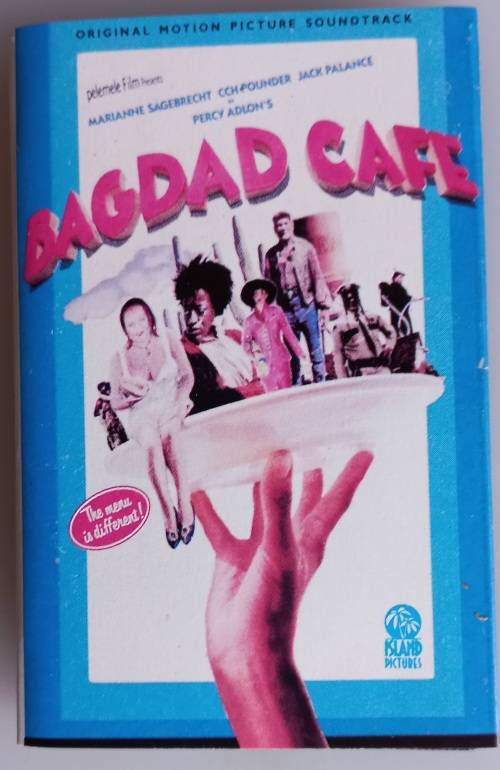 ORIGINAL MOTION PICTURE SOUNDTRACK
pelemele Film Presents
MARIANNE SAGEBRECHT CCH POUNDER JACK PALANCE
in
PERCY ADLON'S
BAGDAD CAFE
The menu
is different!
ISLAND
PICTURES